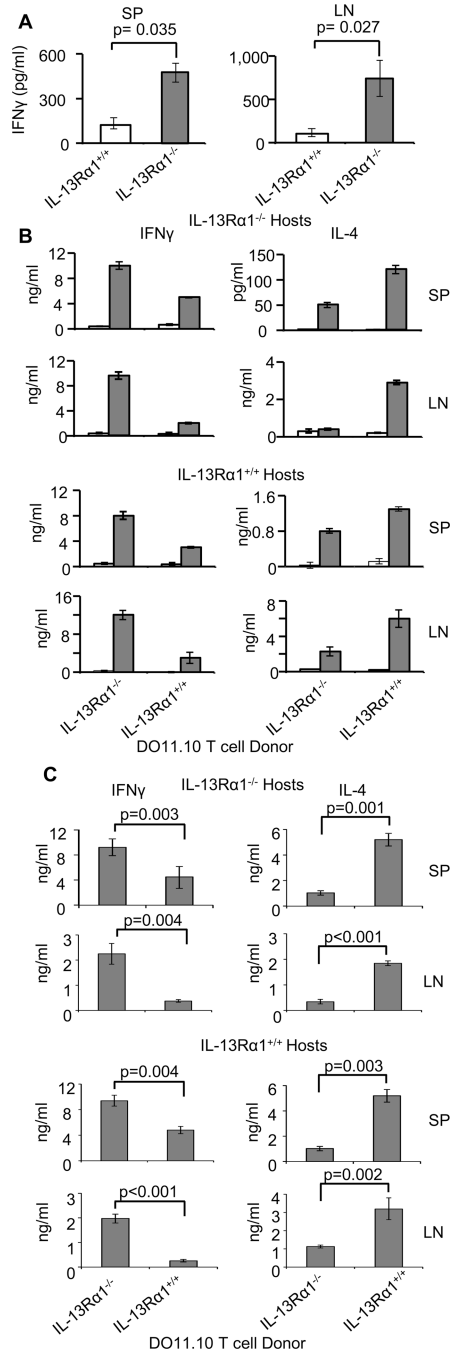 A
SP
LN
p= 0.035
p= 0.027
IFNγ (pg/ml)
600
300
0
1,000
500
0
IL-13Rα1+/+
IL-13Rα1-/-
IL-13Rα1+/+
IL-13Rα1-/-
IL-13Rα1-/- Hosts
B
IFNγ
IL-4
ng/ml
12
8
4
0
pg/ml
150
100
50
0
SP
ng/ml
12
8
4
0
ng/ml
4
2
0
LN
IL-13Rα1+/+ Hosts
ng/ml
12
8
4
0
ng/ml
1.6
0.8
0
SP
ng/ml
16
12
8
4
0
ng/ml
8
6
4
2
0
LN
IL-13Rα1-/-
IL-13Rα1+/+
IL-13Rα1-/-
IL-13Rα1+/+
DO11.10 T cell Donor
C
IFNγ
IL-13Rα1-/- Hosts
IL-4
p=0.003
p=0.001
ng/ml
12
8
4
0
ng/ml
6
4
2
0
SP
p=0.004
p<0.001
ng/ml
3
2
1
0
ng/ml
3
2
1
0
LN
IL-13Rα1+/+ Hosts
p=0.004
p=0.003
ng/ml
12
8
4
0
ng/ml
6
4
2
0
SP
p<0.001
p=0.002
ng/ml
3
2
1
0
ng/ml
4
3
2
1
0
LN
IL-13Rα1-/-
IL-13Rα1+/+
IL-13Rα1-/-
IL-13Rα1+/+
DO11.10 T cell Donor